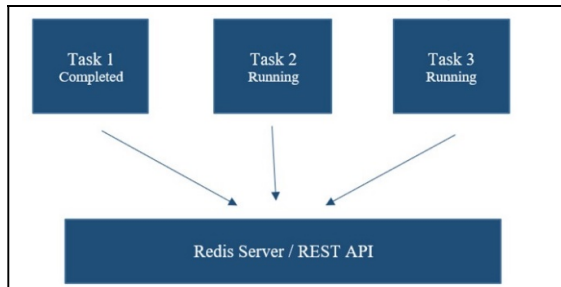 Task 1
Completed
Task 2
Running
Task 3
Running
Redis Server / REST API